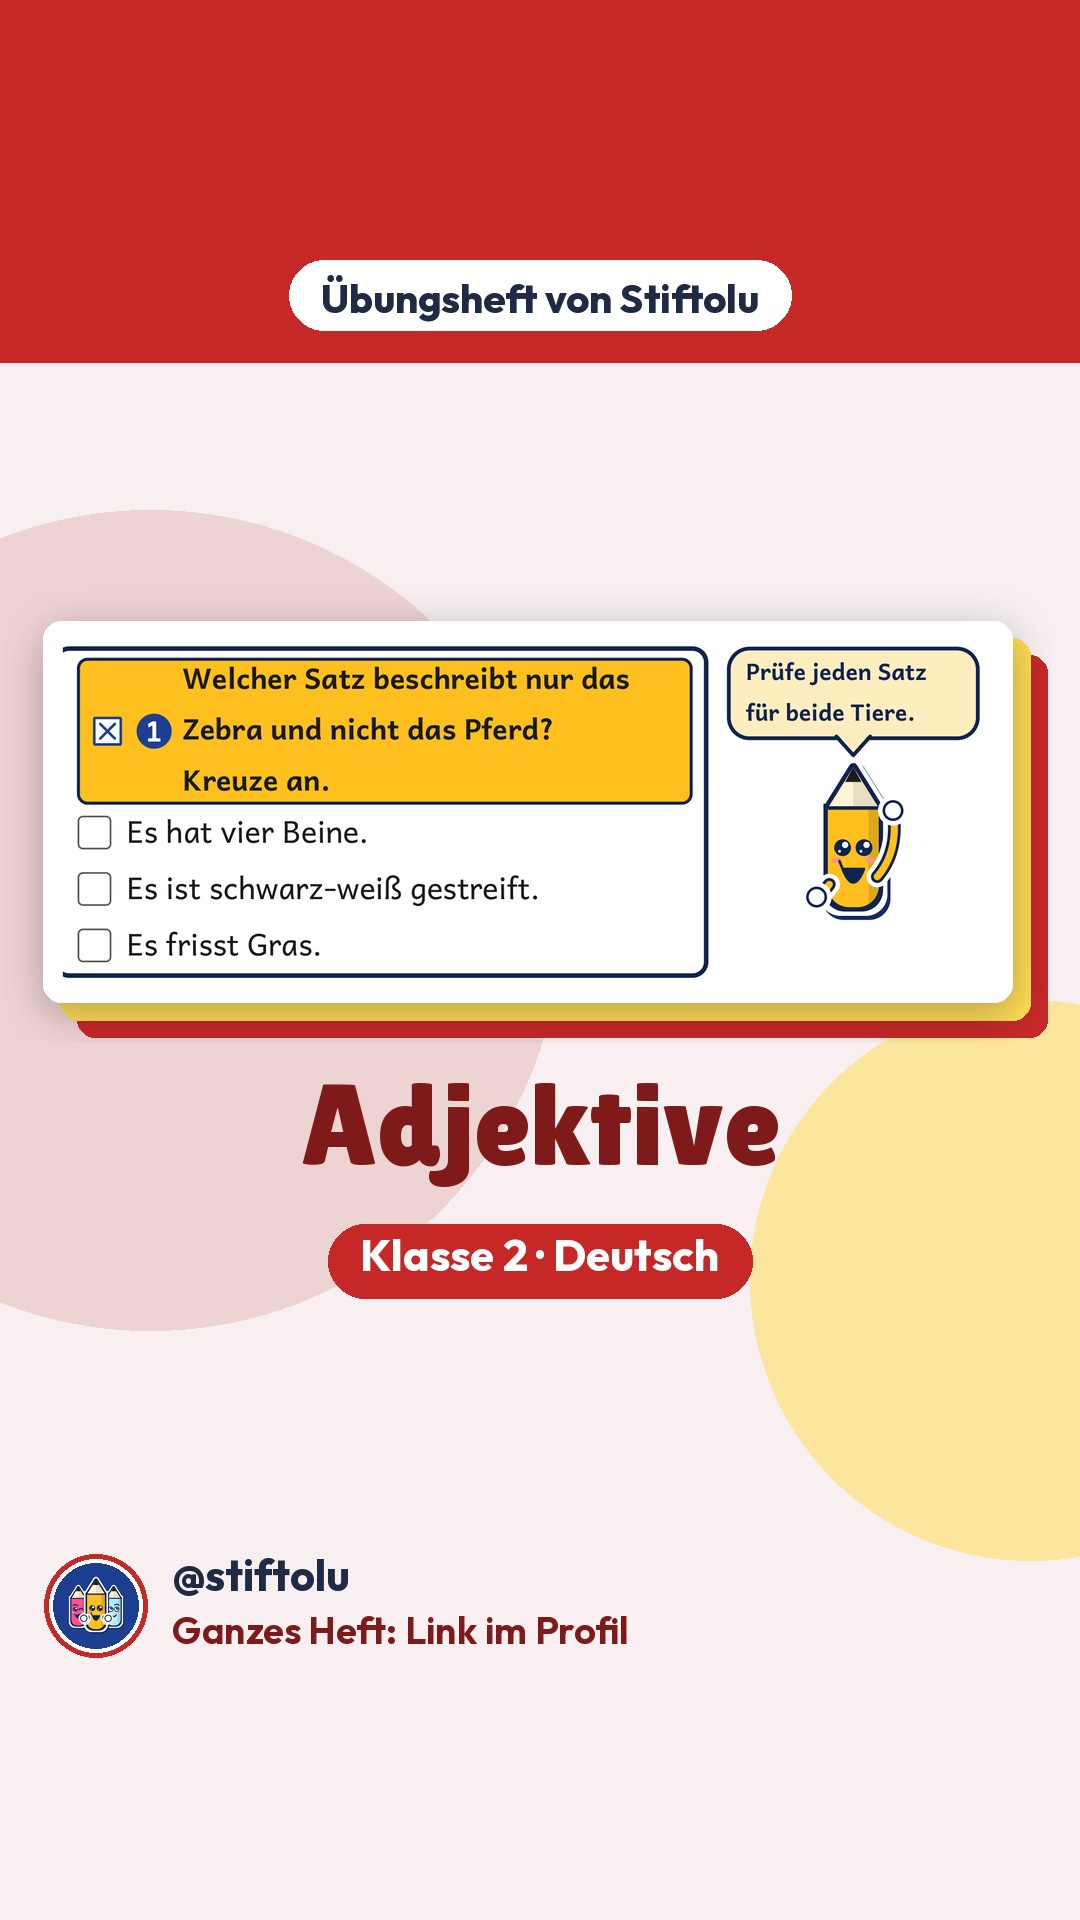 Übungsheft von Stiftolu
Welcher Satz beschreibt nur das
1 Zebra und nicht das Pferd?
Kreuze an.
Es hat vier Beine.
Es ist schwarz-weiß gestreift.
Es frisst Gras.
Prüfe jeden Satz
für beide Tiere.
Adjektive
Klasse 2 · Deutsch
@stiftolu
Ganzes Heft: Link im Profil